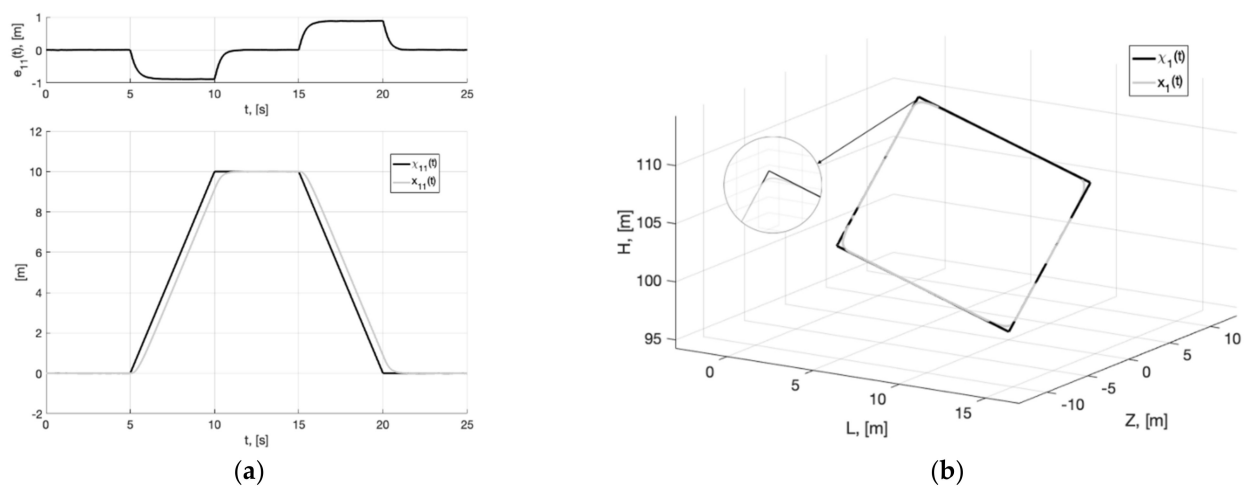 e₁₁(t), [m]
1
0
-1
0 5 10 15 20 25
t, [s]
[m]
12
10
8
6
4
2
0
-2
χ₁₁(t)
x₁₁(t)
0 5 10 15 20 25
t, [s]
(a)
χ₁(t)
x₁(t)
H, [m]
110
105
100
95
0 5 10 15
L, [m]
-10 -5 0 5 10
Z, [m]
(b)